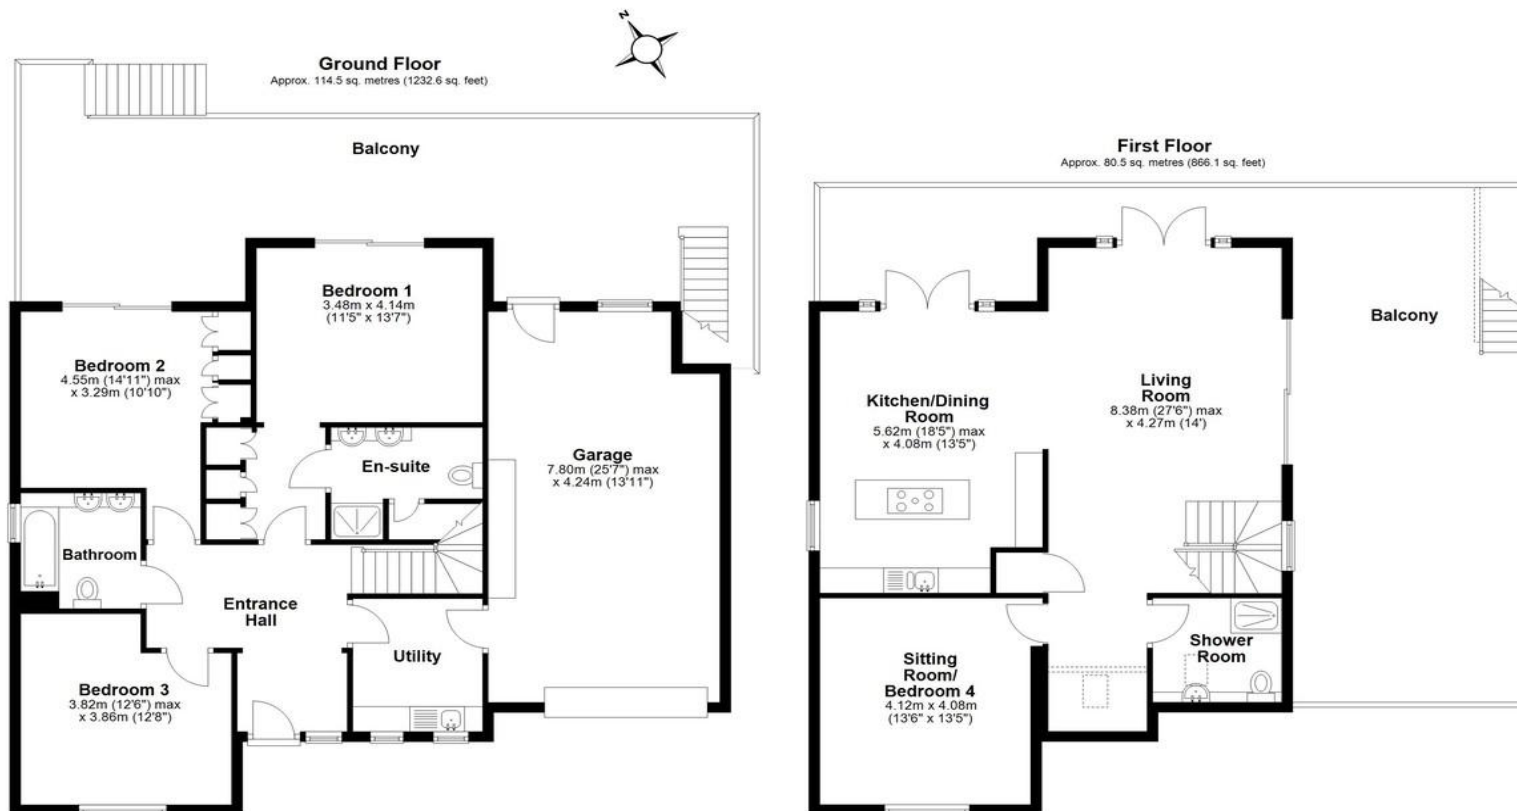 N
Ground Floor
Approx. 114.5 sq. metres (1232.6 sq. feet)
Balcony
Bedroom 1
3.48m x 4.14m
(11'5" x 13'7")
Bedroom 2
4.55m (14'11") max
x 3.29m (10'10")
En-suite
Garage
7.80m (25'7") max
x 4.24m (13'11")
Bathroom
Entrance
Hall
Utility
Bedroom 3
3.82m (12'6") max
x 3.86m (12'8")
First Floor
Approx. 80.5 sq. metres (866.1 sq. feet)
Balcony
Living
Room
8.38m (27'6") max
x 4.27m (14')
Kitchen/Dining
Room
5.62m (18'5") max
x 4.08m (13'5")
Shower
Room
Sitting
Room/
Bedroom 4
4.12m x 4.08m
(13'6" x 13'5")